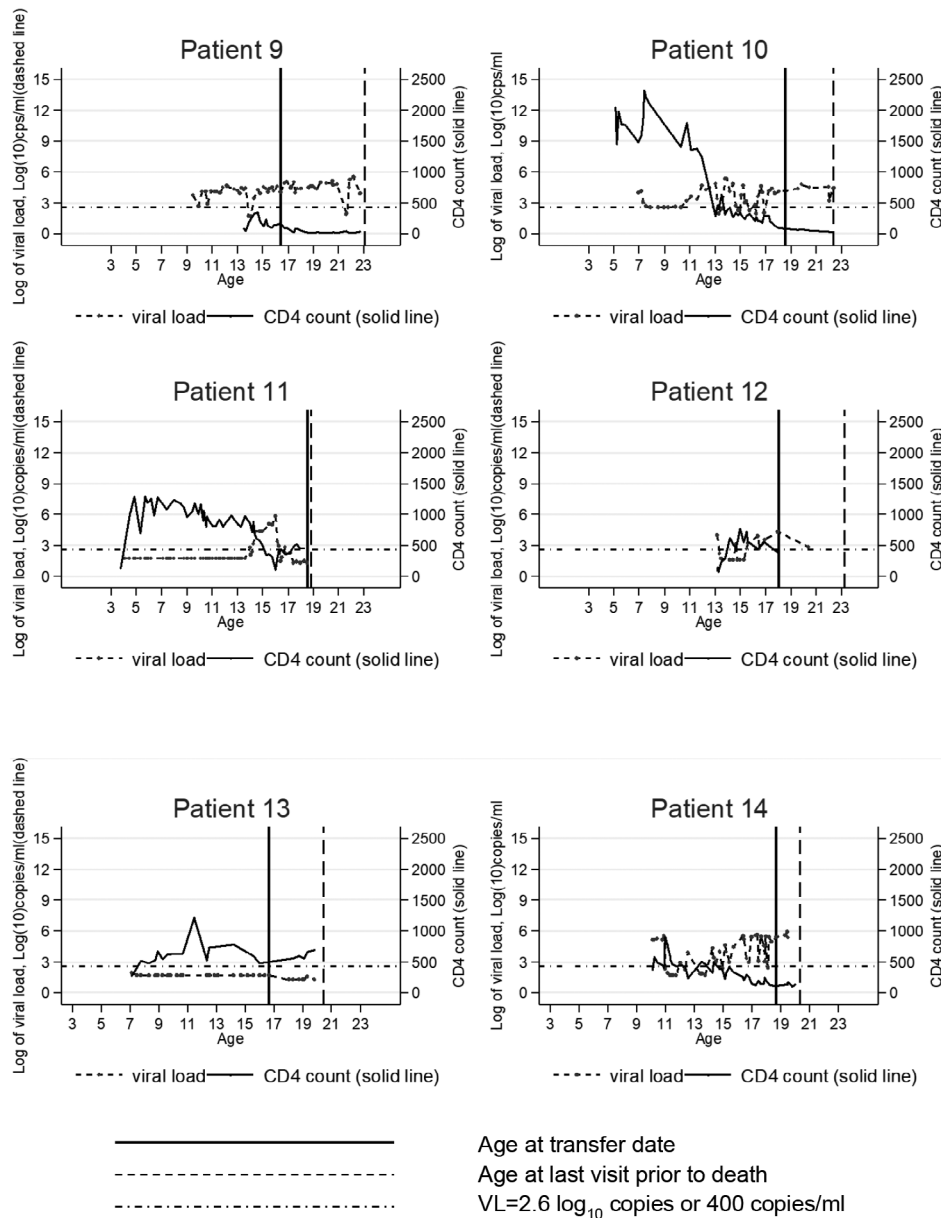 Patient 9
Log of viral load, Log(10)cps/ml(dashed line)
15
12
9
6
3
0
2500
2000
1500
1000
500
0
CD4 count (solid line)
3 5 7 9 11 13 15 17 19 21 23
Age
viral load CD4 count (solid line)
Patient 10
Log of viral load, Log(10)cps/ml
15
12
9
6
3
0
2500
2000
1500
1000
500
0
CD4 count (solid line)
3 5 7 9 11 13 15 17 19 21 23
Age
viral load CD4 count (solid line)
Patient 11
Log of viral load, Log(10)copies/ml(dashed line)
15
12
9
6
3
0
2500
2000
1500
1000
500
0
CD4 count (solid line)
3 5 7 9 11 13 15 17 19 21 23
Age
viral load CD4 count (solid line)
Patient 12
Log of viral load, Log(10)copies/ml(dashed line)
15
12
9
6
3
0
2500
2000
1500
1000
500
0
CD4 count (solid line)
3 5 7 9 11 13 15 17 19 21 23
Age
viral load CD4 count (solid line)
Patient 13
Log of viral load, Log(10)copies/ml(dashed line)
15
12
9
6
3
0
2500
2000
1500
1000
500
0
CD4 count (solid line)
3 5 7 9 11 13 15 17 19 21 23
Age
viral load CD4 count (solid line)
Patient 14
Log of viral load, Log(10)copies/ml
15
12
9
6
3
0
2500
2000
1500
1000
500
0
CD4 count (solid line)
3 5 7 9 11 13 15 17 19 21 23
Age
viral load CD4 count (solid line)
Age at transfer date
Age at last visit prior to death
VL=2.6 log₁₀ copies or 400 copies/ml